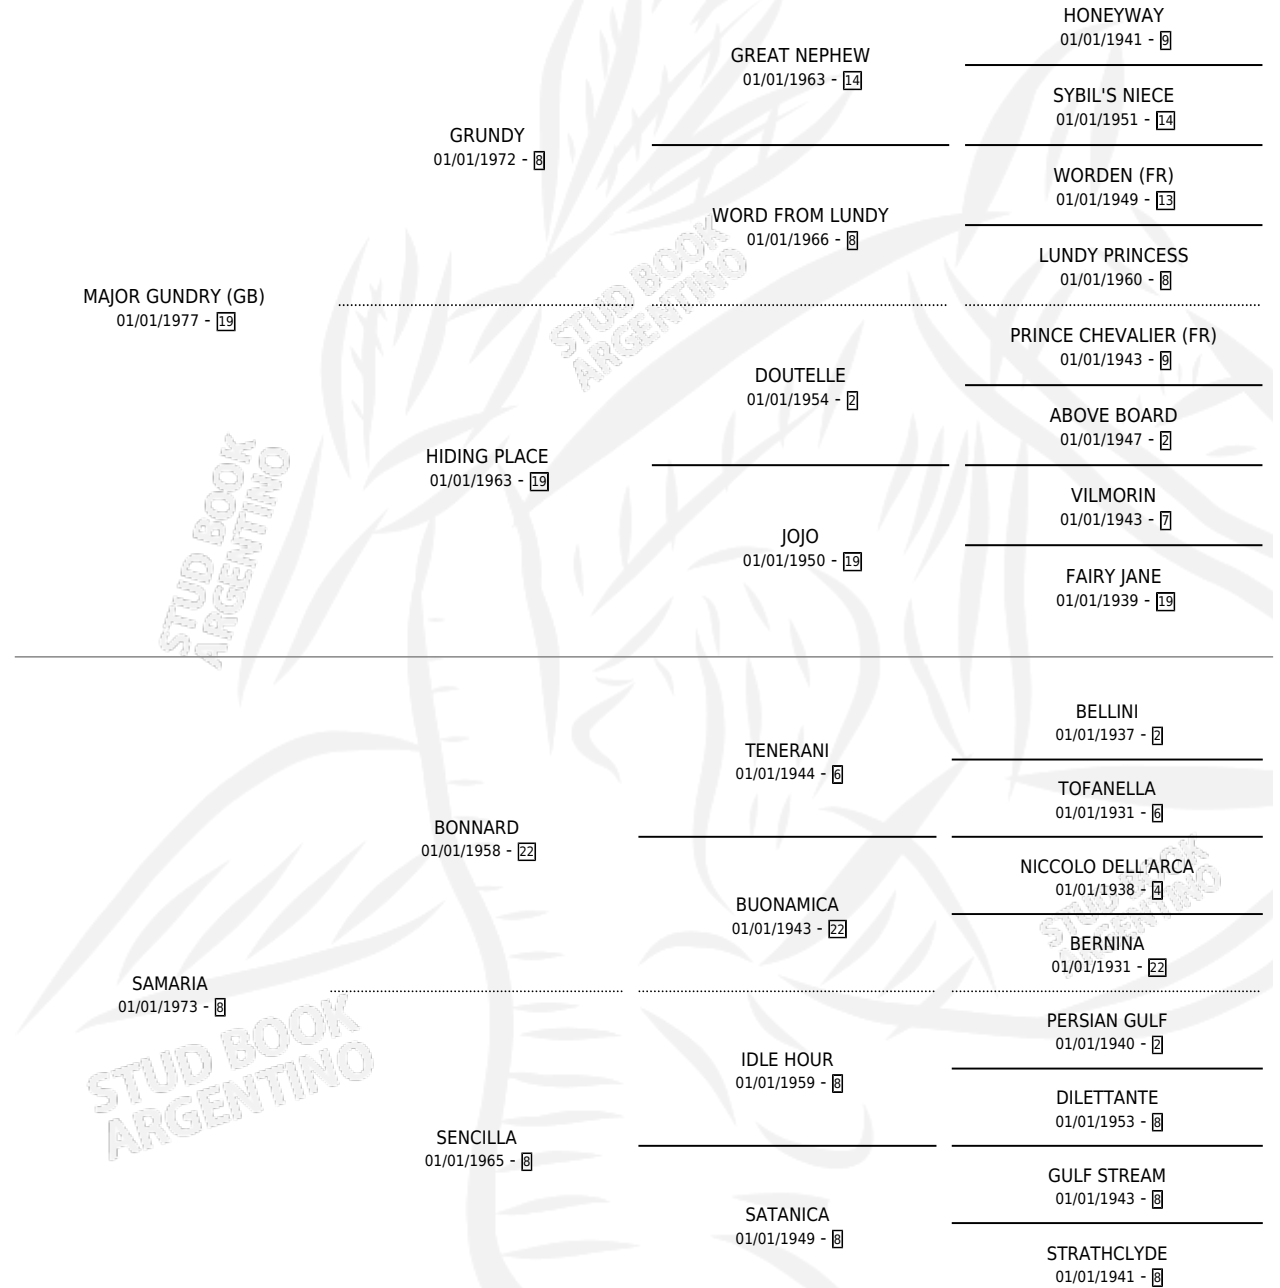 HONEYWAY
01/01/1941 - 9
GREAT NEPHEW
01/01/1963 - 14
SYBIL'S NIECE
01/01/1951 - 14
GRUNDY
01/01/1972 - 8
WORDEN (FR)
01/01/1949 - 13
WORD FROM LUNDY
01/01/1966 - 8
LUNDY PRINCESS
01/01/1960 - 8
MAJOR GUNDRY (GB)
01/01/1977 - 19
STUD BOOK
ARGENTINO
PRINCE CHEVALIER (FR)
01/01/1943 - 9
DOUTELLE
01/01/1954 - 2
ABOVE BOARD
01/01/1947 - 2
HIDING PLACE
01/01/1963 - 19
VILMORIN
01/01/1943 - 7
JOJO
01/01/1950 - 19
FAIRY JANE
01/01/1939 - 19
STUD BOOK
ARGENTINO
BELLINI
01/01/1937 - 2
TENERANI
01/01/1944 - 6
TOFANELLA
01/01/1931 - 6
BONNARD
01/01/1958 - 22
NICCOLO DELL'ARCA
01/01/1938 - 4
BUONAMICA
01/01/1943 - 22
BERNINA
01/01/1931 - 22
STUD BOOK
ARGENTINO
SAMARIA
01/01/1973 - 8
PERSIAN GULF
01/01/1940 - 2
IDLE HOUR
01/01/1959 - 8
DILETTANTE
01/01/1953 - 8
STUD BOOK
ARGENTINO
SENCILLA
01/01/1965 - 8
GULF STREAM
01/01/1943 - 8
SATANICA
01/01/1949 - 8
STRATHCLYDE
01/01/1941 - 8